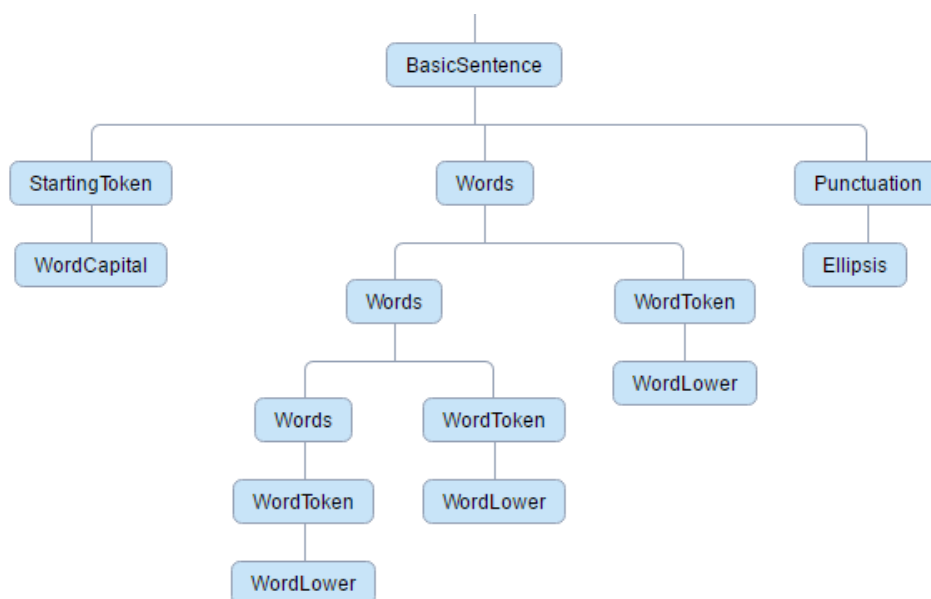 BasicSentence
StartingToken
Words
Punctuation
WordCapital
Ellipsis
Words
WordToken
WordLower
Words
WordToken
WordToken
WordLower
WordLower